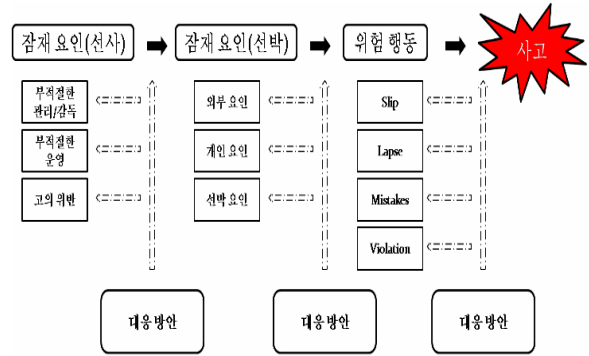 잠재 요인(선사)
잠재 요인(선박)
위험 행동
사고
부적절한
관리/감독
부적절한
운영
고의 위반
외부 요인
개인 요인
선박 요인
Slip
Lapse
Mistakes
Violation
대응 방안
대응 방안
대응 방안